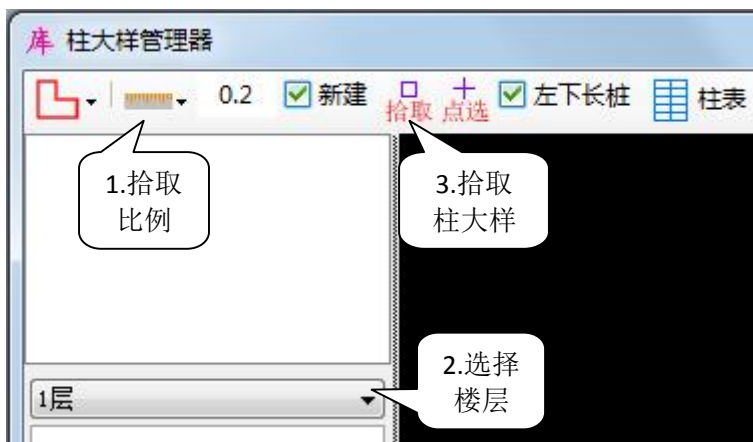 库 柱大样管理器
0.2 新建 拾取 点选 左下长桩 柱表
1.拾取
比例
3.拾取
柱大样
2.选择
楼层
1层